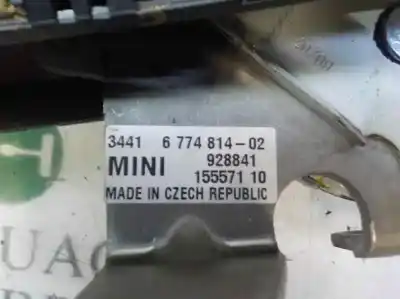 3441 6 774 814-02
MINI 928841
155571 10
MADE IN CZECH REPUBLIC